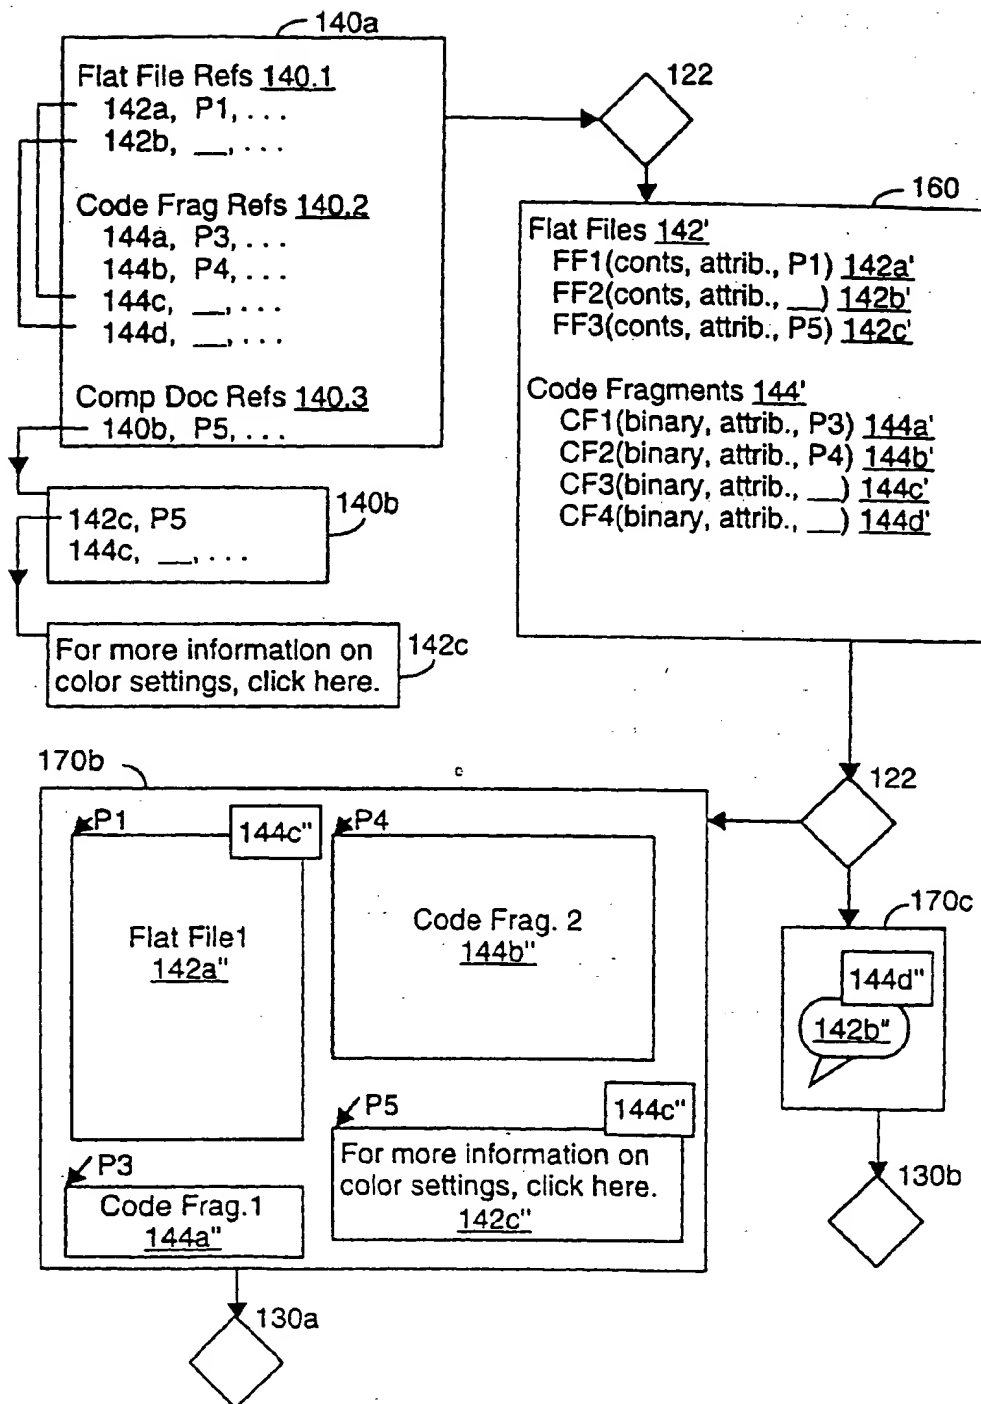 140a
Flat File Refs 140.1
142a, P1, . . .
142b, __, . . .
Code Frag Refs 140.2
144a, P3, . . .
144b, P4, . . .
144c, __, . . .
144d, __, . . .
Comp Doc Refs 140.3
140b, P5, . . .
122
160
Flat Files 142'
FF1(conts, attrib., P1) 142a'
FF2(conts, attrib., __) 142b'
FF3(conts, attrib., P5) 142c'
Code Fragments 144'
CF1(binary, attrib., P3) 144a'
CF2(binary, attrib., P4) 144b'
CF3(binary, attrib., __) 144c'
CF4(binary, attrib., __) 144d'
140b
142c, P5
144c, __, . . .
142c
For more information on
color settings, click here.
170b
122
P1
144c"
Flat File1
142a"
P4
Code Frag. 2
144b"
170c
144d"
142b"
P3
Code Frag.1
144a"
P5
144c"
For more information on
color settings, click here.
142c"
130b
130a